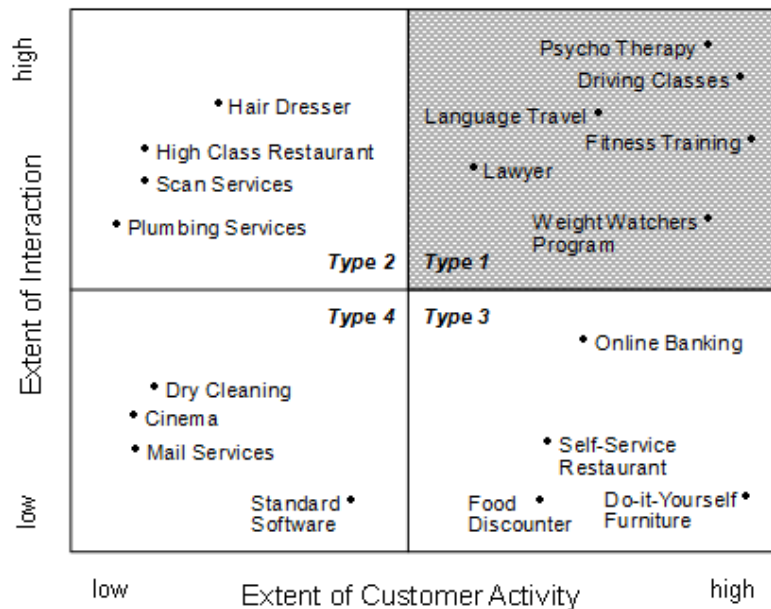 high
Extent of Interaction
low
Hair Dresser
High Class Restaurant
Scan Services
Plumbing Services
Type 2
Psycho Therapy
Driving Classes
Language Travel
Fitness Training
Lawyer
Weight Watchers
Program
Type 1
Type 4
Dry Cleaning
Cinema
Mail Services
Standard
Software
Type 3
Online Banking
Self-Service
Restaurant
Food
Discounter
Do-it-Yourself
Furniture
low
Extent of Customer Activity
high